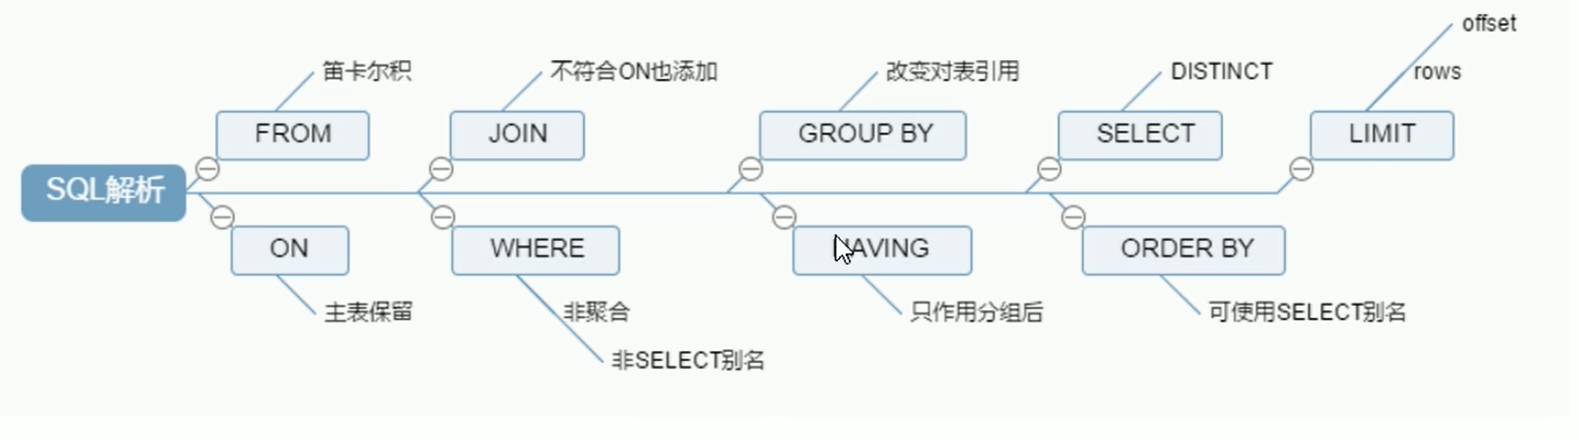 offset
笛卡尔积
不符合ON也添加
改变对表引用
DISTINCT
rows
FROM
JOIN
GROUP BY
SELECT
LIMIT
SQL解析
ON
WHERE
HAVING
ORDER BY
主表保留
非聚合
只作用分组后
可使用SELECT别名
非SELECT别名